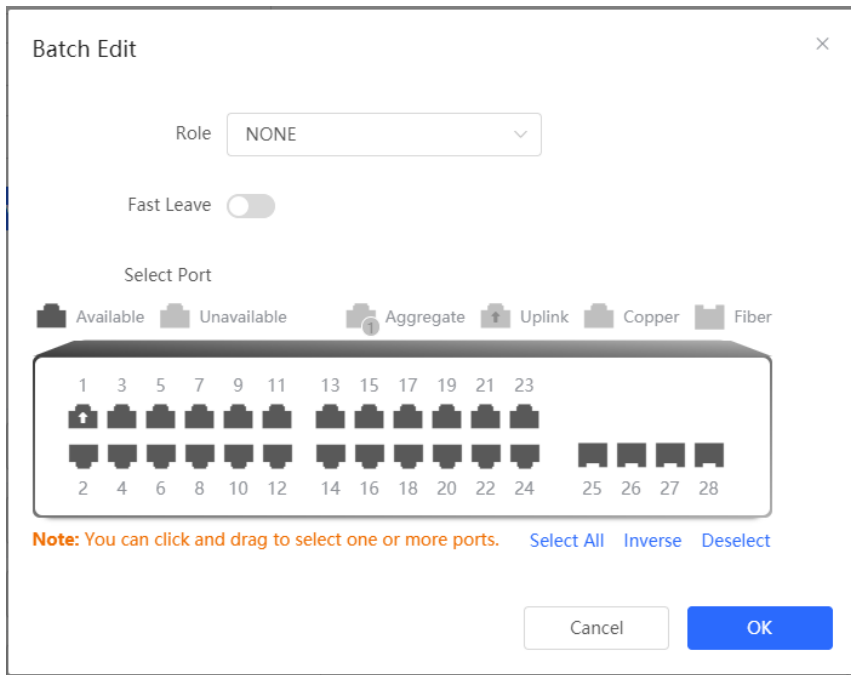 Batch Edit
Role NONE
Fast Leave
Select Port
Available Unavailable 1 Aggregate Uplink Copper Fiber
1 3 5 7 9 11 13 15 17 19 21 23
2 4 6 8 10 12 14 16 18 20 22 24 25 26 27 28
Note: You can click and drag to select one or more ports. Select All Inverse Deselect
Cancel OK